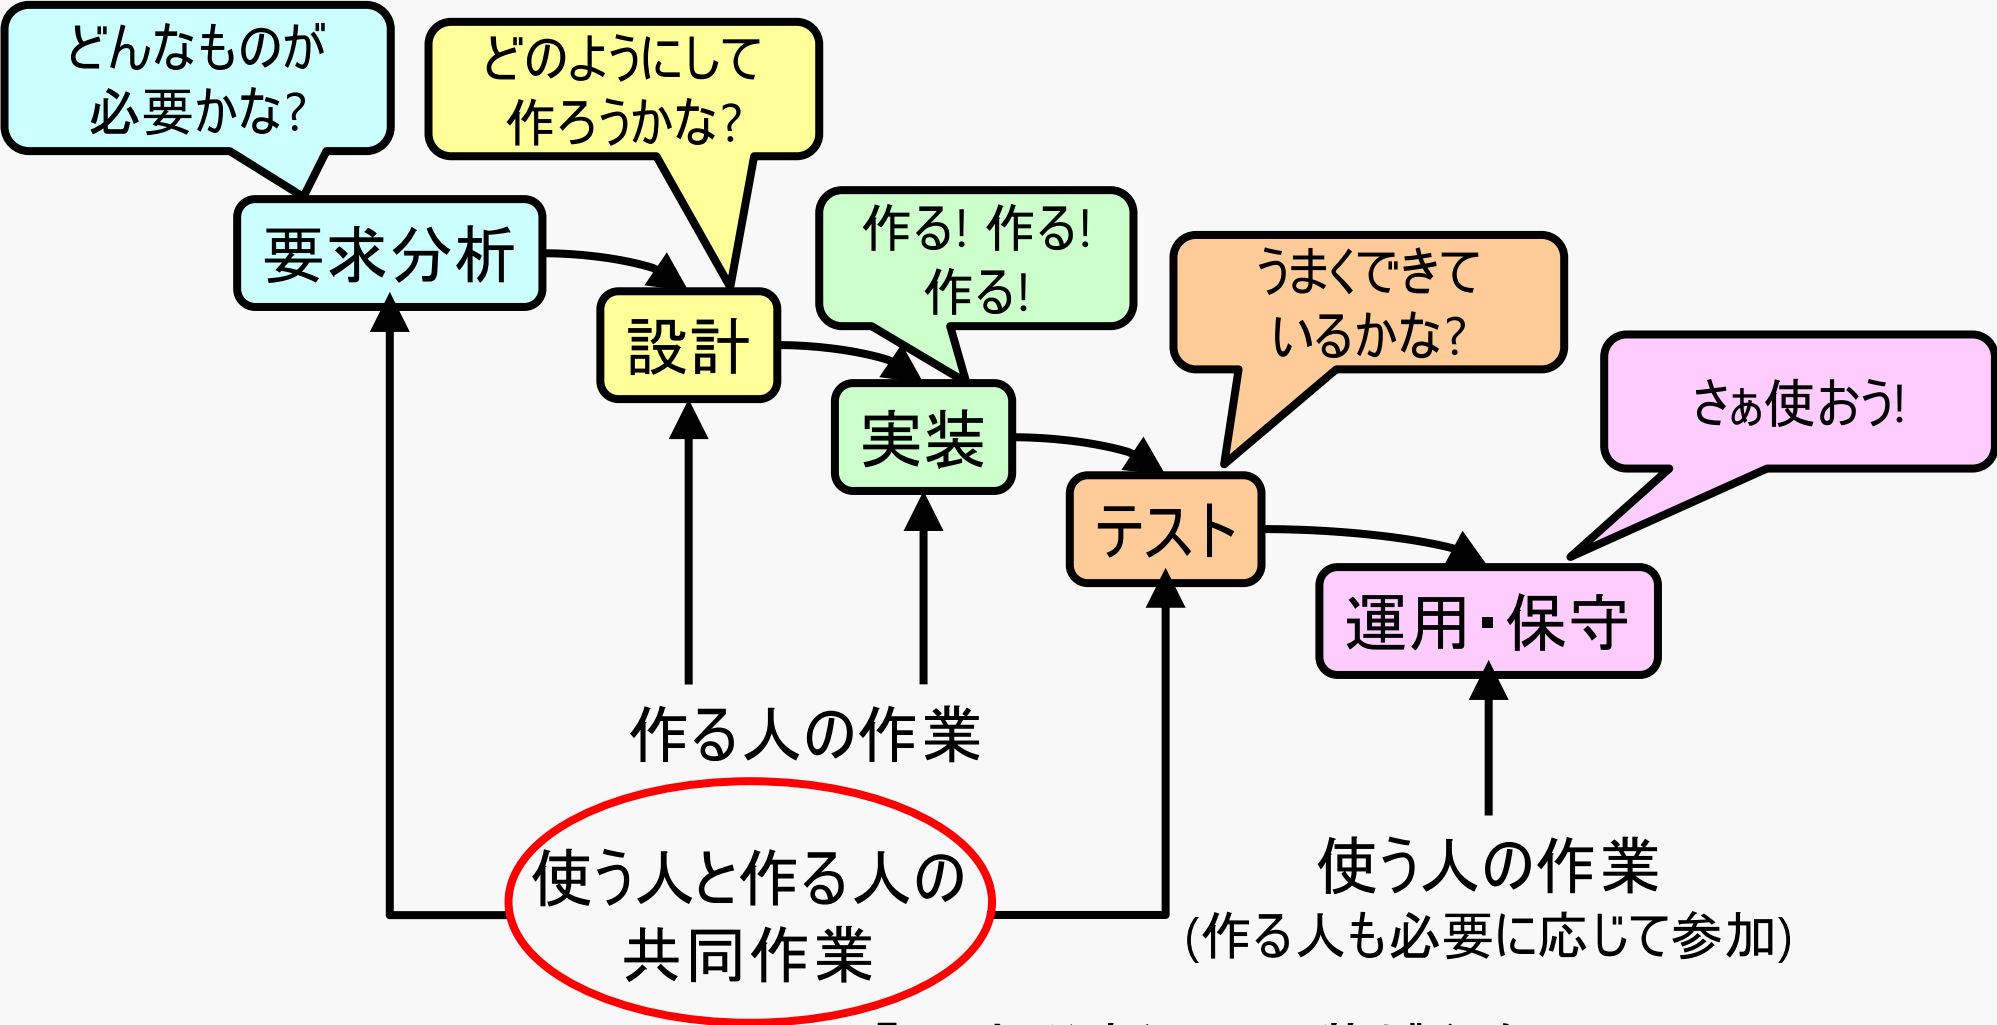 どんなものが
必要かな?
どのようにして
作ろうかな?
作る! 作る!
作る!
うまくできて
いるかな?
さぁ使おう!
要求分析
設計
実装
テスト
運用・保守
作る人の作業
使う人と作る人の
共同作業
使う人の作業
(作る人も必要に応じて参加)